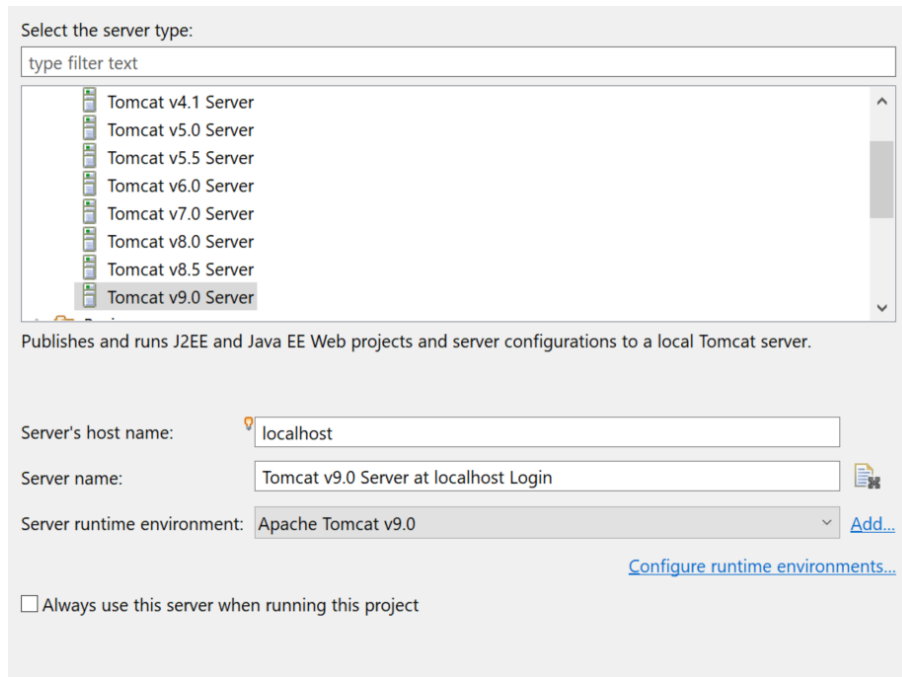 Select the server type:
type filter text
Tomcat v4.1 Server
Tomcat v5.0 Server
Tomcat v5.5 Server
Tomcat v6.0 Server
Tomcat v7.0 Server
Tomcat v8.0 Server
Tomcat v8.5 Server
Tomcat v9.0 Server
Publishes and runs J2EE and Java EE Web projects and server configurations to a local Tomcat server.
Server's host name: localhost
Server name: Tomcat v9.0 Server at localhost Login
Server runtime environment: Apache Tomcat v9.0 Add...
Configure runtime environments...
Always use this server when running this project